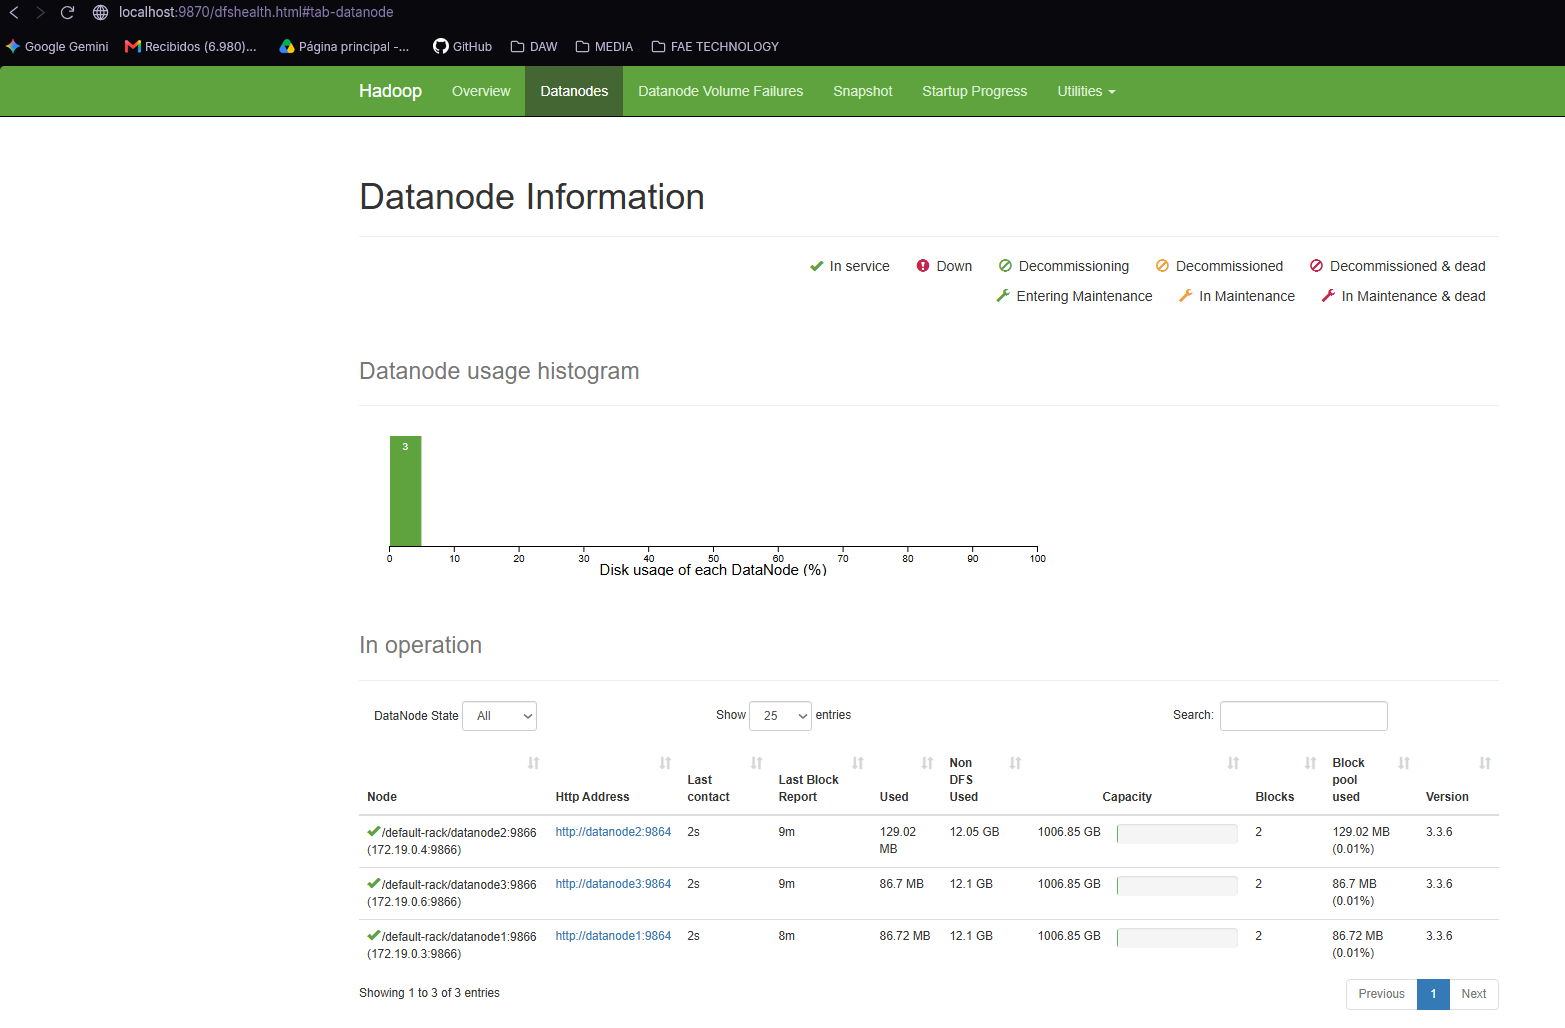 localhost:9870/dfshealth.html#tab-datanode
Google Gemini Recibidos (6.980)... Página principal -... GitHub DAW MEDIA FAE TECHNOLOGY
Hadoop Overview Datanodes Datanode Volume Failures Snapshot Startup Progress Utilities
Datanode Information
In service Down Decommissioning Decommissioned Decommissioned & dead
Entering Maintenance In Maintenance In Maintenance & dead
Datanode usage histogram
3
0 10 20 30 40 50 60 70 80 90 100
Disk usage of each DataNode (%)
In operation
DataNode State All Show 25 entries Search:
Node Http Address Last contact Last Block Report Used Non DFS Used Capacity Blocks Block pool used Version
/default-rack/datanode2:9866 http://datanode2:9864 2s 9m 129.02 12.05 GB 1006.85 GB 2 129.02 MB 3.3.6
(172.19.0.4:9866) MB (0.01%)
/default-rack/datanode3:9866 http://datanode3:9864 2s 9m 86.7 MB 12.1 GB 1006.85 GB 2 86.7 MB 3.3.6
(172.19.0.6:9866) (0.01%)
/default-rack/datanode1:9866 http://datanode1:9864 2s 8m 86.72 MB 12.1 GB 1006.85 GB 2 86.72 MB 3.3.6
(172.19.0.3:9866) (0.01%)
Showing 1 to 3 of 3 entries Previous 1 Next